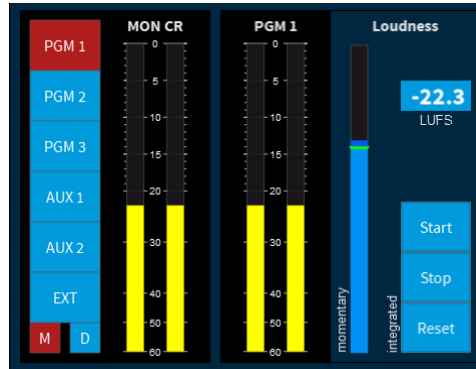 MON CR
PGM 1
Loudness
PGM 1
PGM 2
PGM 3
AUX 1
AUX 2
EXT
M
D
0
5
10
15
20
30
40
50
60
0
5
10
15
20
30
40
50
60
momentary
-22.3
LUFS
integrated
Start
Stop
Reset